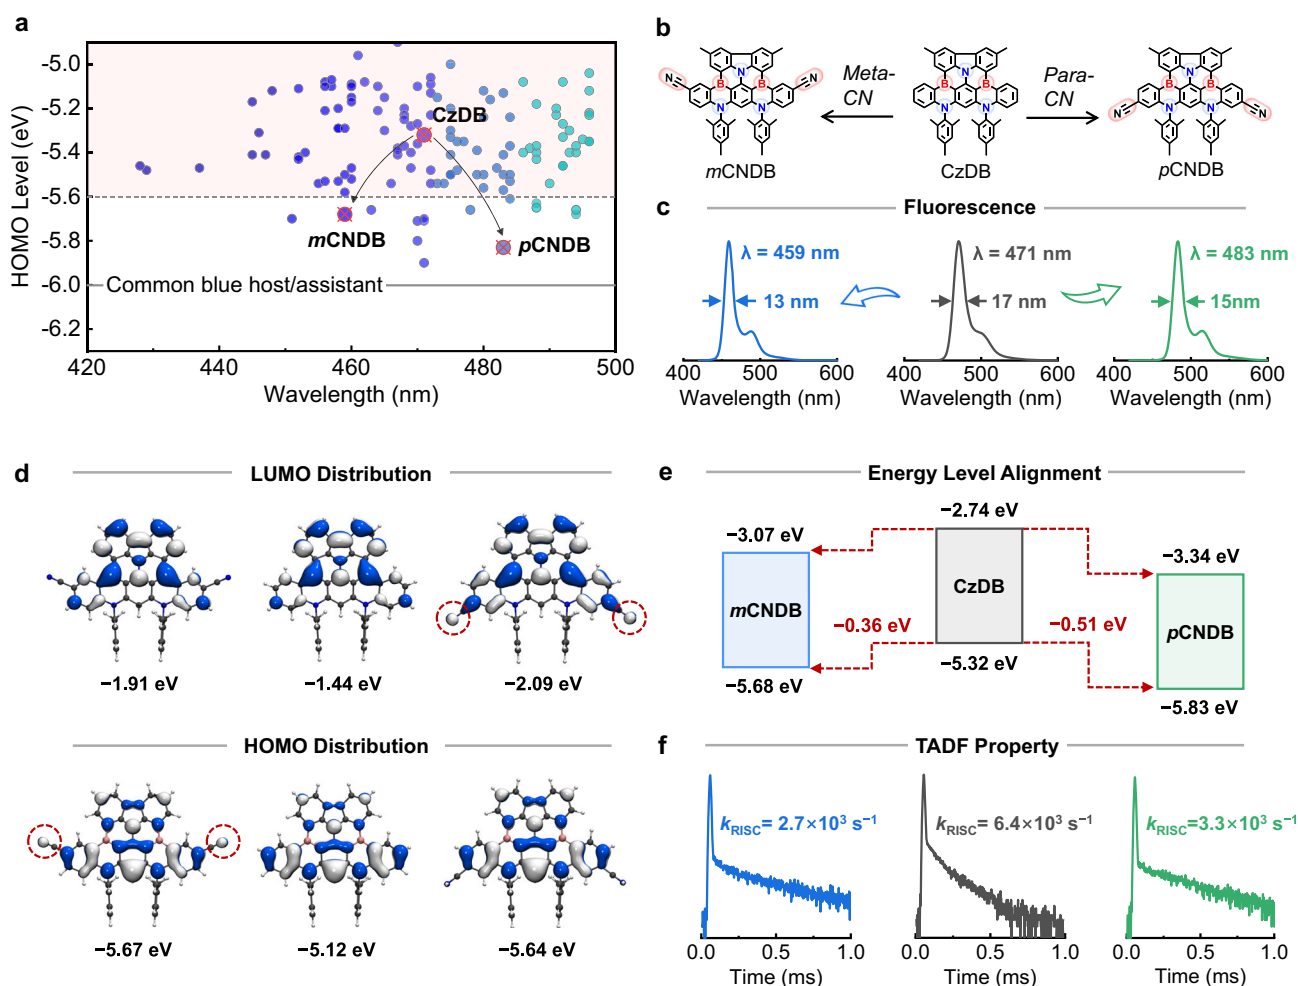 a
HOMO Level (eV)
-5.0
-5.2
-5.4
-5.6
-5.8
-6.0
-6.2
CzDB
mCNDB
pCNDB
Common blue host/assistant
420
440
460
480
500
Wavelength (nm)
b
N
B
B
N
N
CN
CN
mCNDB
Meta-
CN
N
B
B
N
N
CzDB
Para-
CN
N
B
B
N
N
CN
CN
pCNDB
c
Fluorescence
λ = 459 nm
13 nm
λ = 471 nm
17 nm
λ = 483 nm
15nm
400 500 600
400 500 600
400 500 600
Wavelength (nm)
Wavelength (nm)
Wavelength (nm)
d
LUMO Distribution
−1.91 eV
−1.44 eV
−2.09 eV
HOMO Distribution
−5.67 eV
−5.12 eV
−5.64 eV
e
Energy Level Alignment
−3.07 eV
−2.74 eV
−3.34 eV
mCNDB
CzDB
pCNDB
−0.36 eV
−0.51 eV
−5.68 eV
−5.32 eV
−5.83 eV
f
TADF Property
kRISC= 2.7×10³ s⁻¹
kRISC= 6.4×10³ s⁻¹
kRISC=3.3×10³ s⁻¹
0.0 0.5 1.0
0.0 0.5 1.0
0.0 0.5 1.0
Time (ms)
Time (ms)
Time (ms)